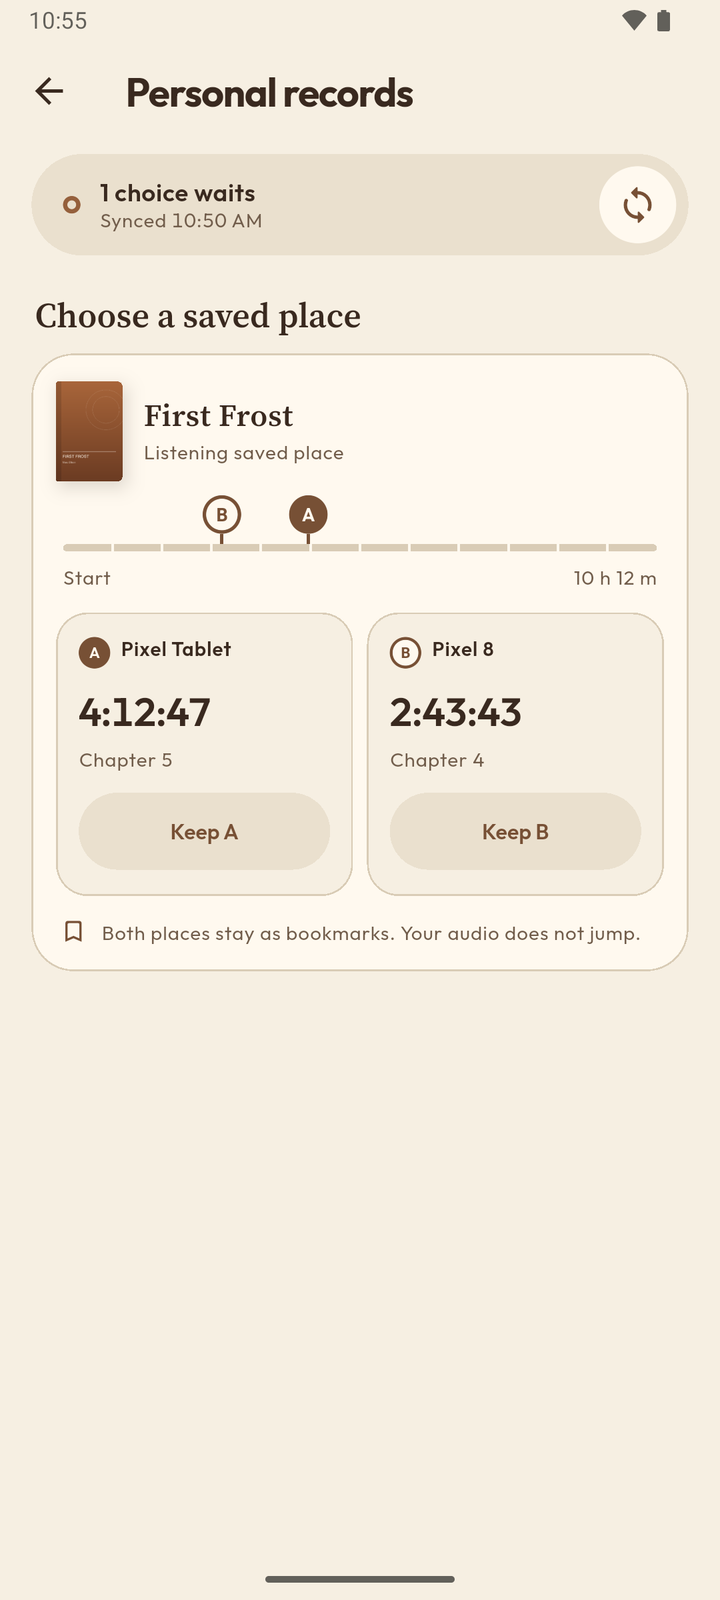 10:55
Personal records
1 choice waits
Synced 10:50 AM
Choose a saved place
FIRST FROST
First Frost
Listening saved place
B
A
Start
10 h 12 m
A
Pixel Tablet
4:12:47
Chapter 5
Keep A
B
Pixel 8
2:43:43
Chapter 4
Keep B
Both places stay as bookmarks. Your audio does not jump.